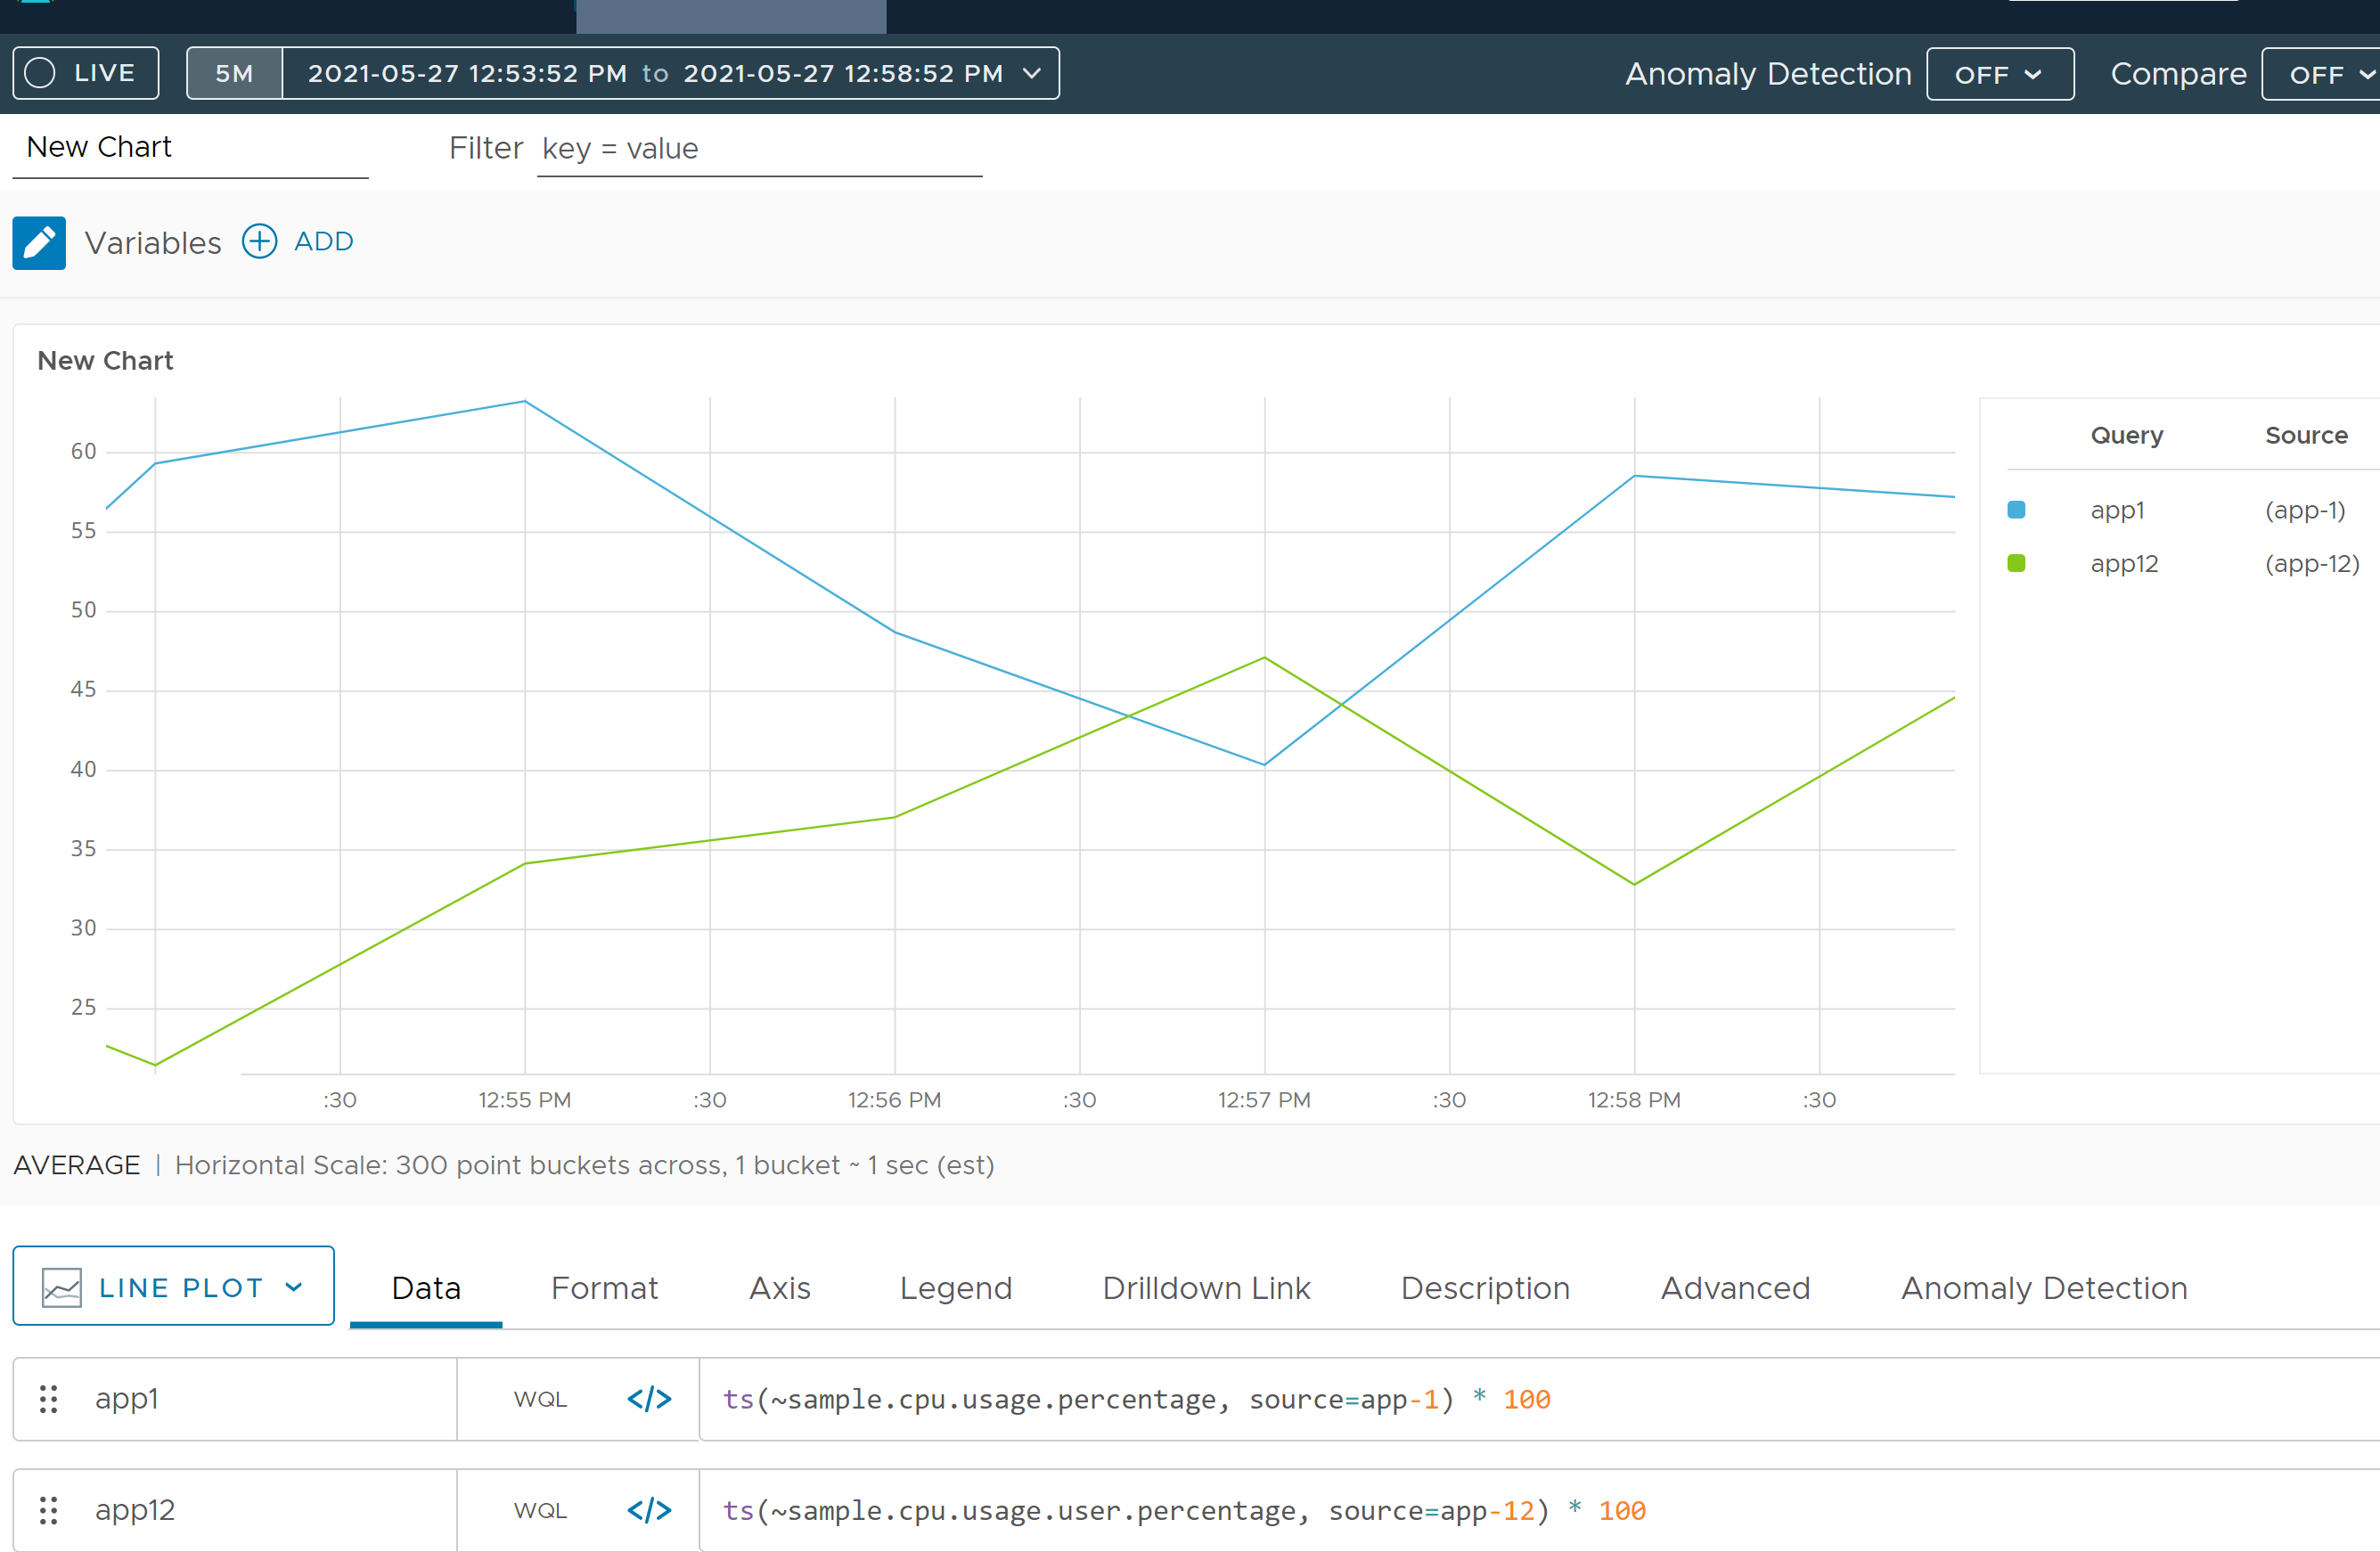 LIVE 5M 2021-05-27 12:53:52 PM to 2021-05-27 12:58:52 PM Anomaly Detection OFF Compare OFF
New Chart Filter key = value
Variables ADD
New Chart
Query Source
app1 (app-1)
app12 (app-12)
60
55
50
45
40
35
30
25
:30 12:55 PM :30 12:56 PM :30 12:57 PM :30 12:58 PM :30
AVERAGE | Horizontal Scale: 300 point buckets across, 1 bucket ~ 1 sec (est)
LINE PLOT Data Format Axis Legend Drilldown Link Description Advanced Anomaly Detection
app1 WQL </> ts(~sample.cpu.usage.percentage, source=app-1) * 100
app12 WQL </> ts(~sample.cpu.usage.user.percentage, source=app-12) * 100